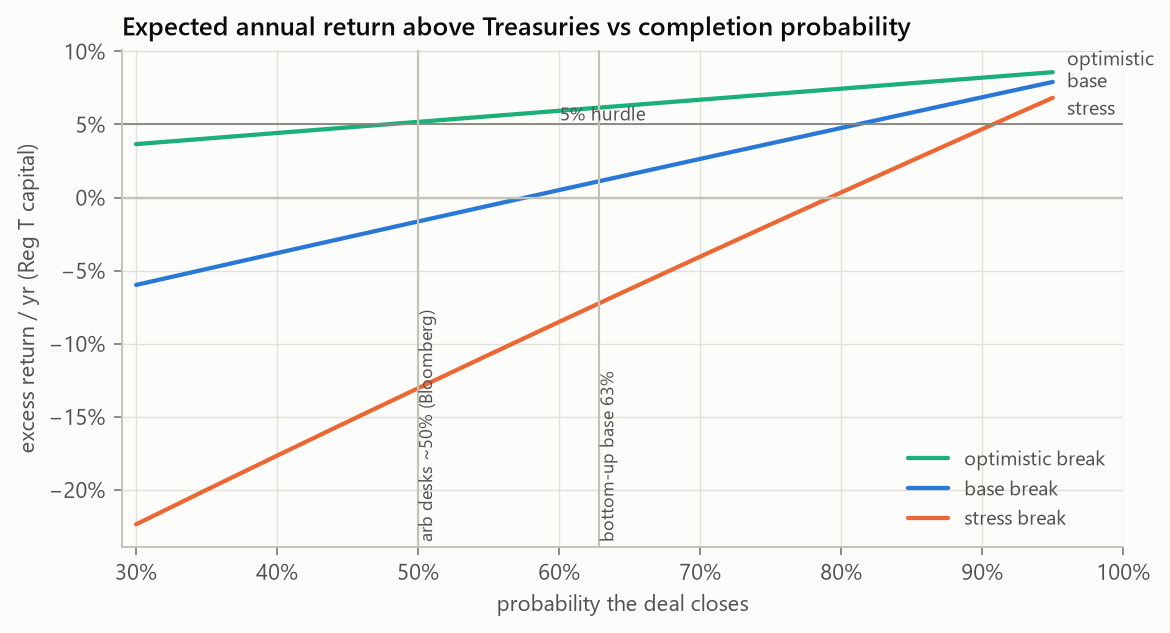 Expected annual return above Treasuries vs completion probability
10%
5%
0%
−5%
−10%
−15%
−20%
excess return / yr (Reg T capital)
optimistic
base
stress
5% hurdle
arb desks ~50% (Bloomberg)
bottom-up base 63%
optimistic break
base break
stress break
30%
40%
50%
60%
70%
80%
90%
100%
probability the deal closes